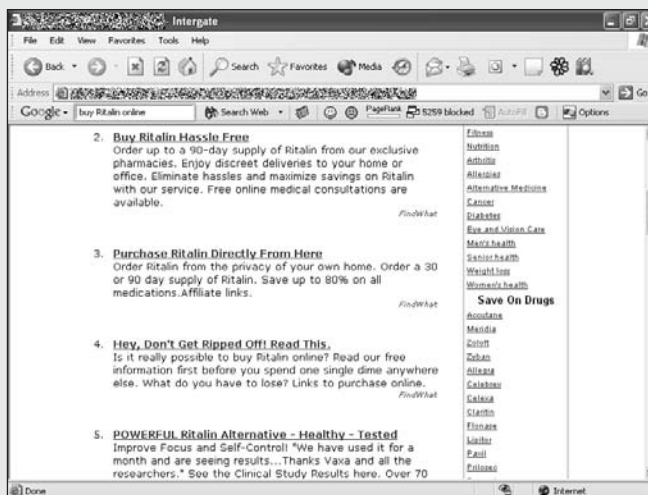 Intergate
File Edit View Favorites Tools Help
Back Search Favorites Media
Address Go
Google buy Ritalin online Search Web PageRank 5259 blocked AutoFill Options
2. Buy Ritalin Hassle Free
Order up to a 90-day supply of Ritalin from our exclusive
pharmacies. Enjoy discreet deliveries to your home or
office. Eliminate hassles and maximize savings on Ritalin
with our service. Free online medical consultations are
available.
FindWhat
3. Purchase Ritalin Directly From Here
Order Ritalin from the privacy of your own home. Order a 30
or 90 day supply of Ritalin. Save up to 80% on all
medications.Affiliate links.
FindWhat
4. Hey, Don't Get Ripped Off! Read This.
Is it really possible to buy Ritalin online? Read our free
information first before you spend one single dime anywhere
else. What do you have to lose? Links to purchase online.
FindWhat
5. POWERFUL Ritalin Alternative - Healthy - Tested
Improve Focus and Self-Control! "We have used it for a
month and are seeing results...Thanks Vaxa and all the
researchers." See the Clinical Study Results here. Over 70
Fitness
Nutrition
Arthritis
Allergies
Alternative Medicine
Cancer
Diabetes
Eye and Vision Care
Men's health
Senior health
Weight loss
Women's health
Save On Drugs
Accutane
Meridia
Zoloft
Zyban
Allegra
Celebrex
Celexa
Claritin
Flonase
Lipitor
Paxil
Prilosec
Done Internet